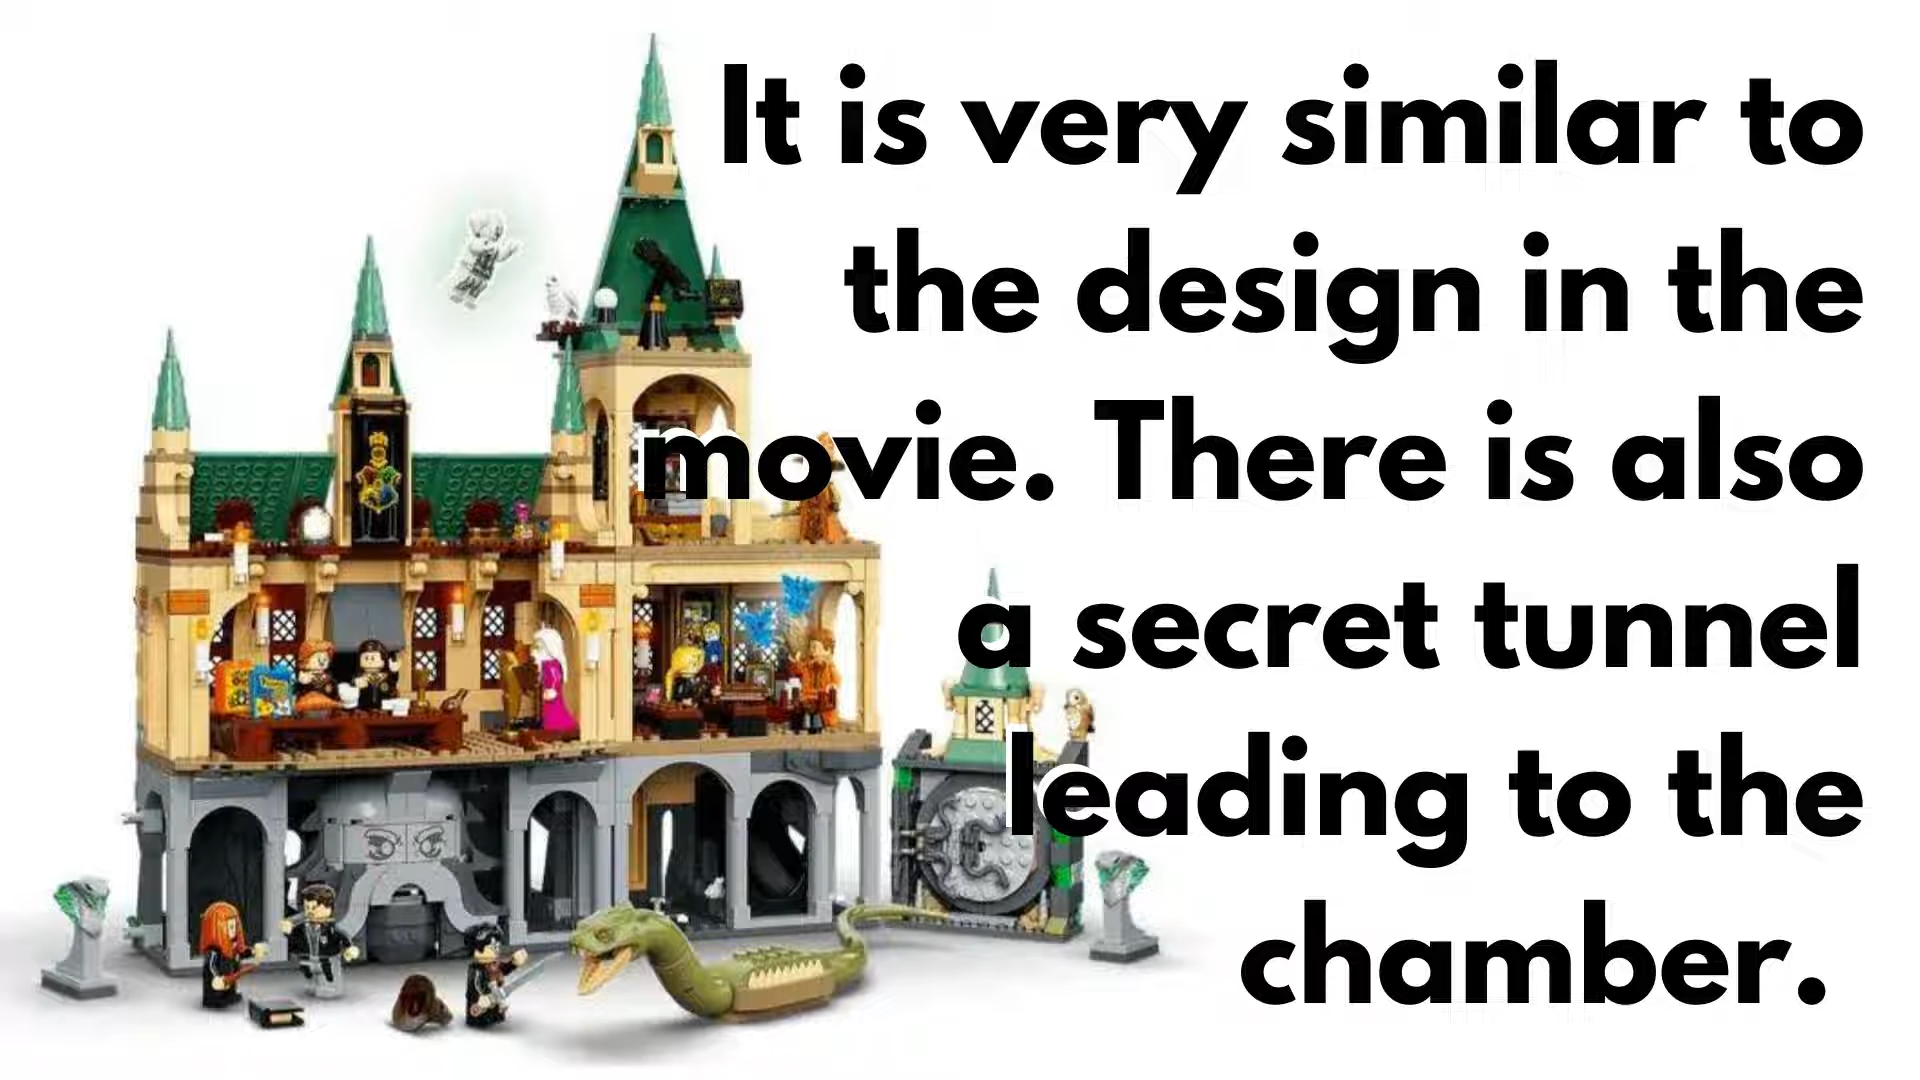 It is very similar to
the design in the
movie. There is also
a secret tunnel
leading to the
chamber.